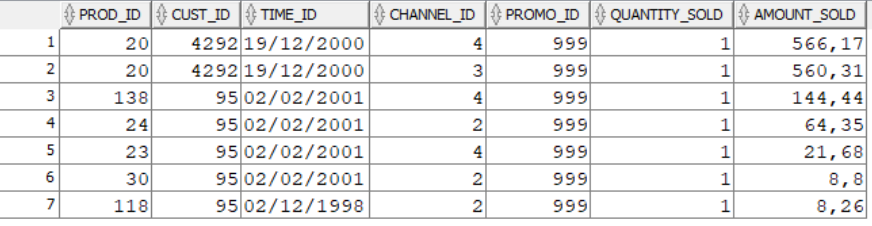 PROD_ID CUST_ID TIME_ID CHANNEL_ID PROMO_ID QUANTITY_SOLD AMOUNT_SOLD
1 20 4292 19/12/2000 4 999 1 566,17
2 20 4292 19/12/2000 3 999 1 560,31
3 138 95 02/02/2001 4 999 1 144,44
4 24 95 02/02/2001 2 999 1 64,35
5 23 95 02/02/2001 4 999 1 21,68
6 30 95 02/02/2001 2 999 1 8,8
7 118 95 02/12/1998 2 999 1 8,26